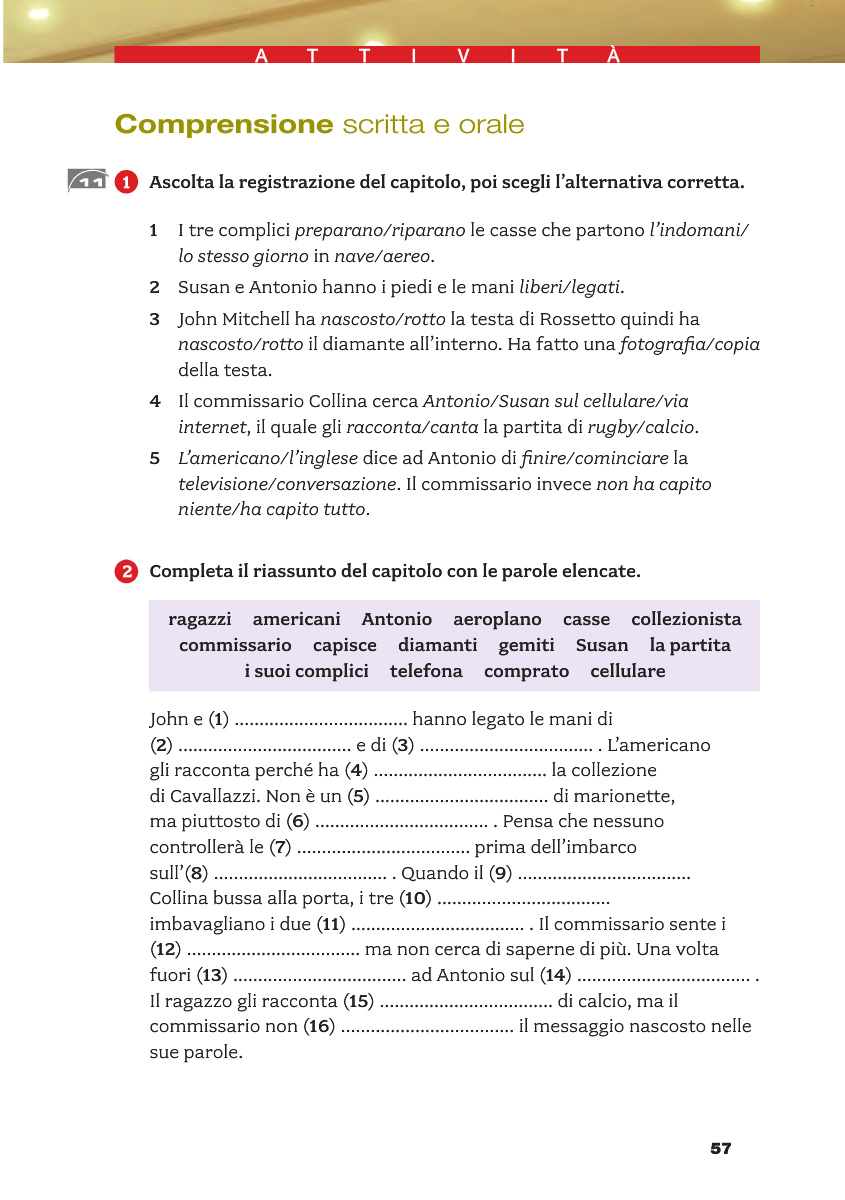 ATTIVITÀ
Comprensione scritta e orale
11 1 Ascolta la registrazione del capitolo, poi scegli l'alternativa corretta.
1 I tre complici preparano/riparano le casse che partono l'indomani/
lo stesso giorno in nave/aereo.
2 Susan e Antonio hanno i piedi e le mani liberi/legati.
3 John Mitchell ha nascosto/rotto la testa di Rossetto quindi ha
nascosto/rotto il diamante all'interno. Ha fatto una fotografia/copia
della testa.
4 Il commissario Collina cerca Antonio/Susan sul cellulare/via
internet, il quale gli racconta/canta la partita di rugby/calcio.
5 L'americano/l'inglese dice ad Antonio di finire/cominciare la
televisione/conversazione. Il commissario invece non ha capito
niente/ha capito tutto.
2 Completa il riassunto del capitolo con le parole elencate.
ragazzi americani Antonio aeroplano casse collezionista
commissario capisce diamanti gemiti Susan la partita
i suoi complici telefona comprato cellulare
John e (1) ................................... hanno legato le mani di
(2) ................................... e di (3) ................................... . L'americano
gli racconta perché ha (4) ................................... la collezione
di Cavallazzi. Non è un (5) ................................... di marionette,
ma piuttosto di (6) ................................... . Pensa che nessuno
controllerà le (7) ................................... prima dell'imbarco
sull'(8) ................................... . Quando il (9) ...................................
Collina bussa alla porta, i tre (10) ...................................
imbavagliano i due (11) ................................... . Il commissario sente i
(12) ................................... ma non cerca di saperne di più. Una volta
fuori (13) ................................... ad Antonio sul (14) ................................... .
Il ragazzo gli racconta (15) ................................... di calcio, ma il
commissario non (16) ................................... il messaggio nascosto nelle
sue parole.
57